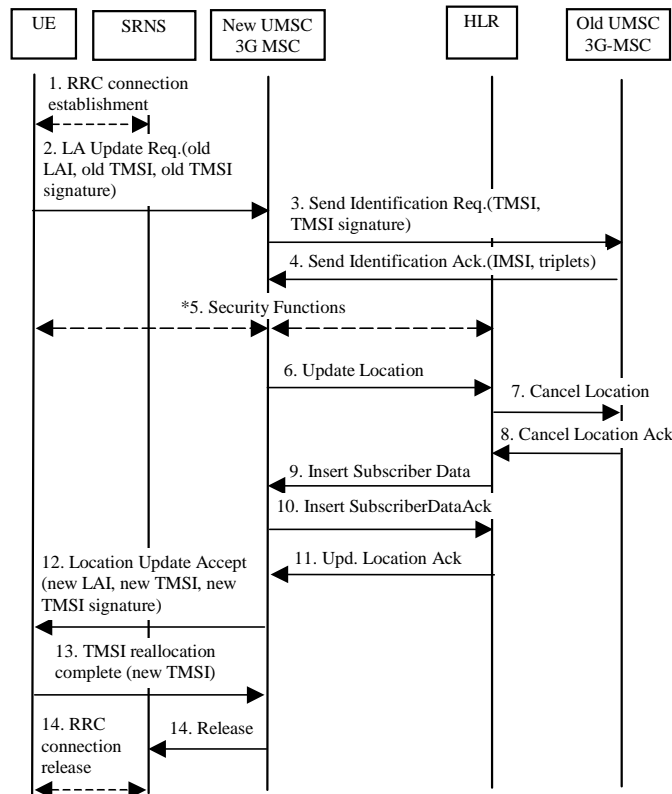 UE
SRNS
New UMSC
3G MSC
HLR
Old UMSC
3G-MSC
1. RRC connection
establishment
2. LA Update Req.(old
LAI, old TMSI, old TMSI
signature)
3. Send Identification Req.(TMSI,
TMSI signature)
4. Send Identification Ack.(IMSI, triplets)
*5. Security Functions
6. Update Location
7. Cancel Location
8. Cancel Location Ack
9. Insert Subscriber Data
10. Insert SubscriberDataAck
11. Upd. Location Ack
12. Location Update Accept
(new LAI, new TMSI, new
TMSI signature)
13. TMSI reallocation
complete (new TMSI)
14. RRC
connection
release
14. Release